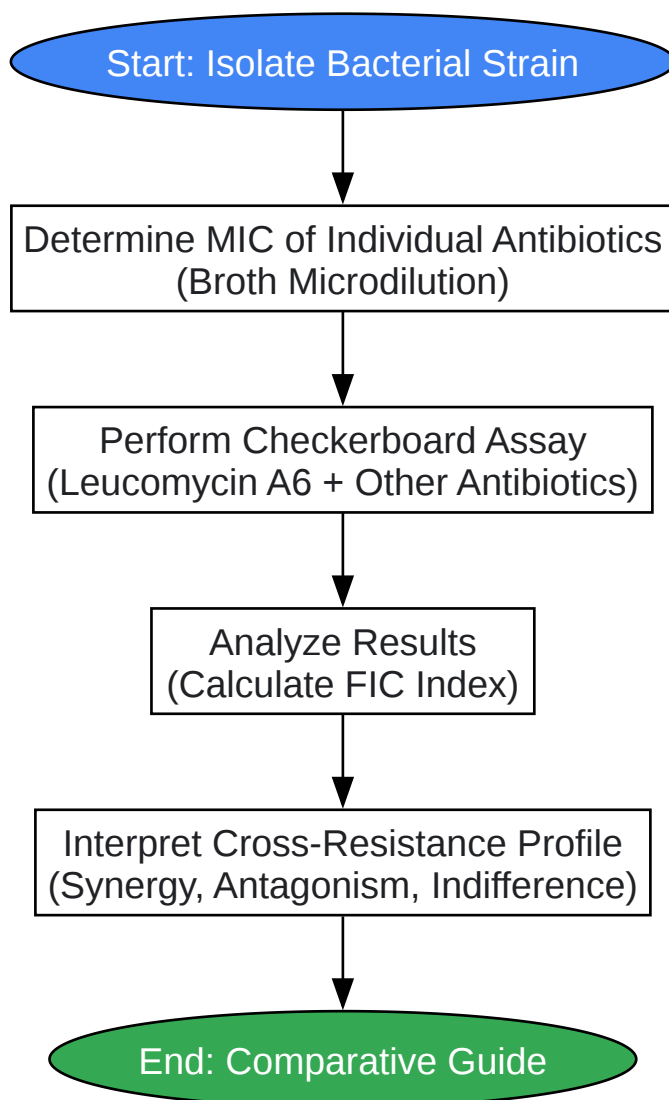 Start: Isolate Bacterial Strain
Determine MIC of Individual Antibiotics
(Broth Microdilution)
Perform Checkerboard Assay
(Leucomycin A6 + Other Antibiotics)
Analyze Results
(Calculate FIC Index)
Interpret Cross-Resistance Profile
(Synergy, Antagonism, Indifference)
End: Comparative Guide